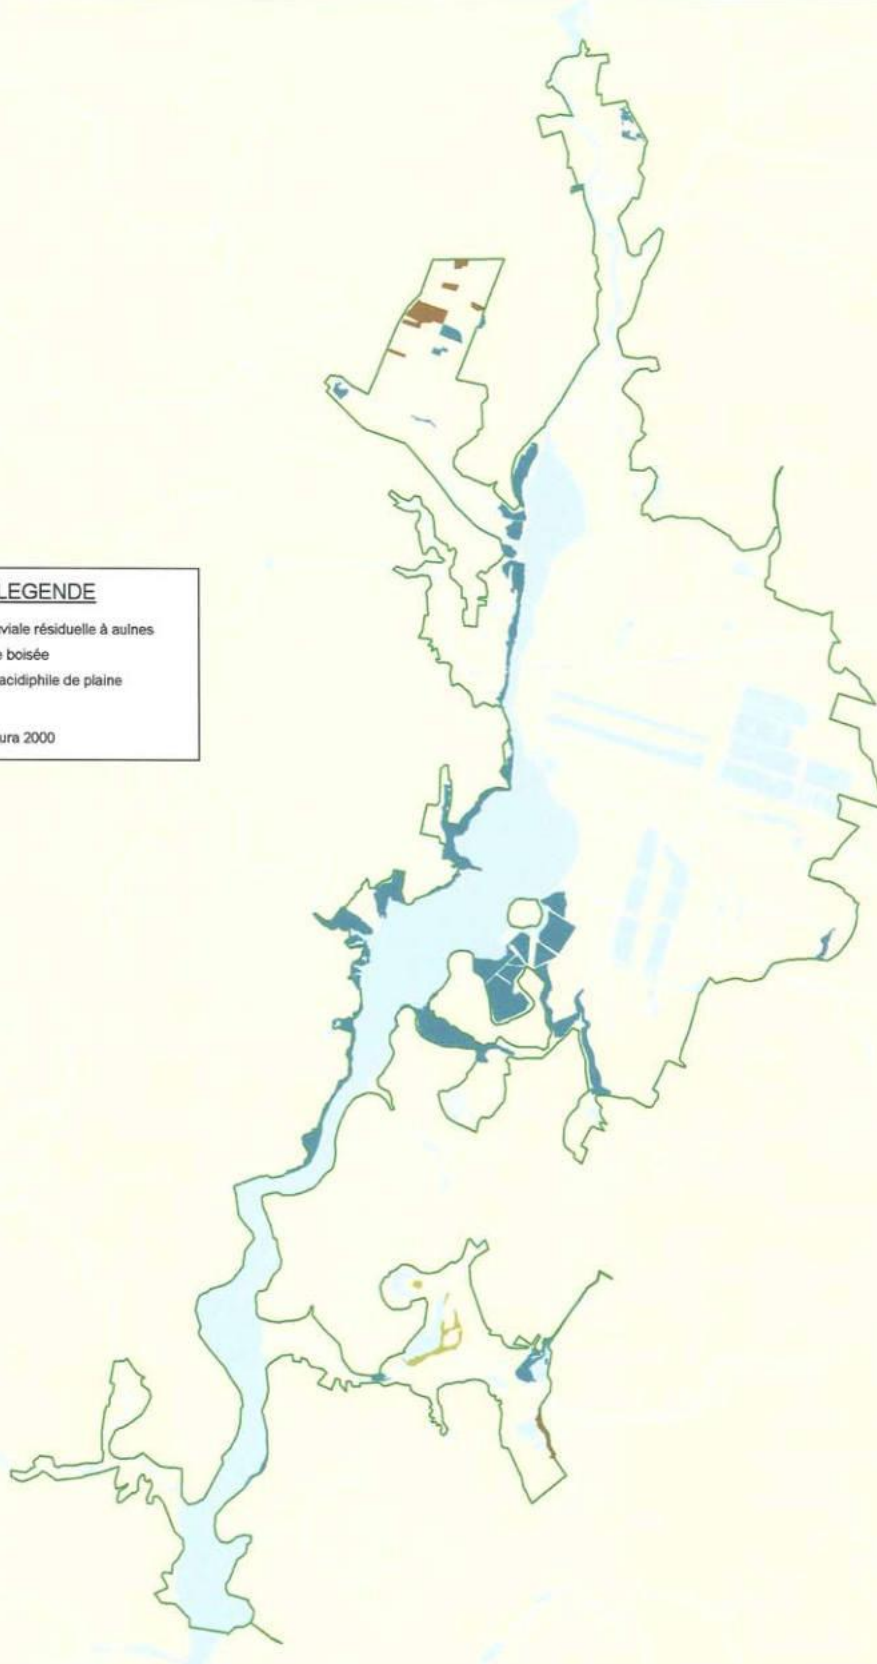 LEGENDE
viale résiduelle à aulnes
e boisée
acidiphile de plaine
ura 2000